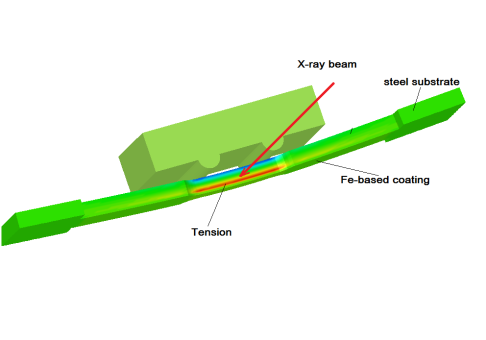 X-ray beam
steel substrate
Fe-based coating
Tension